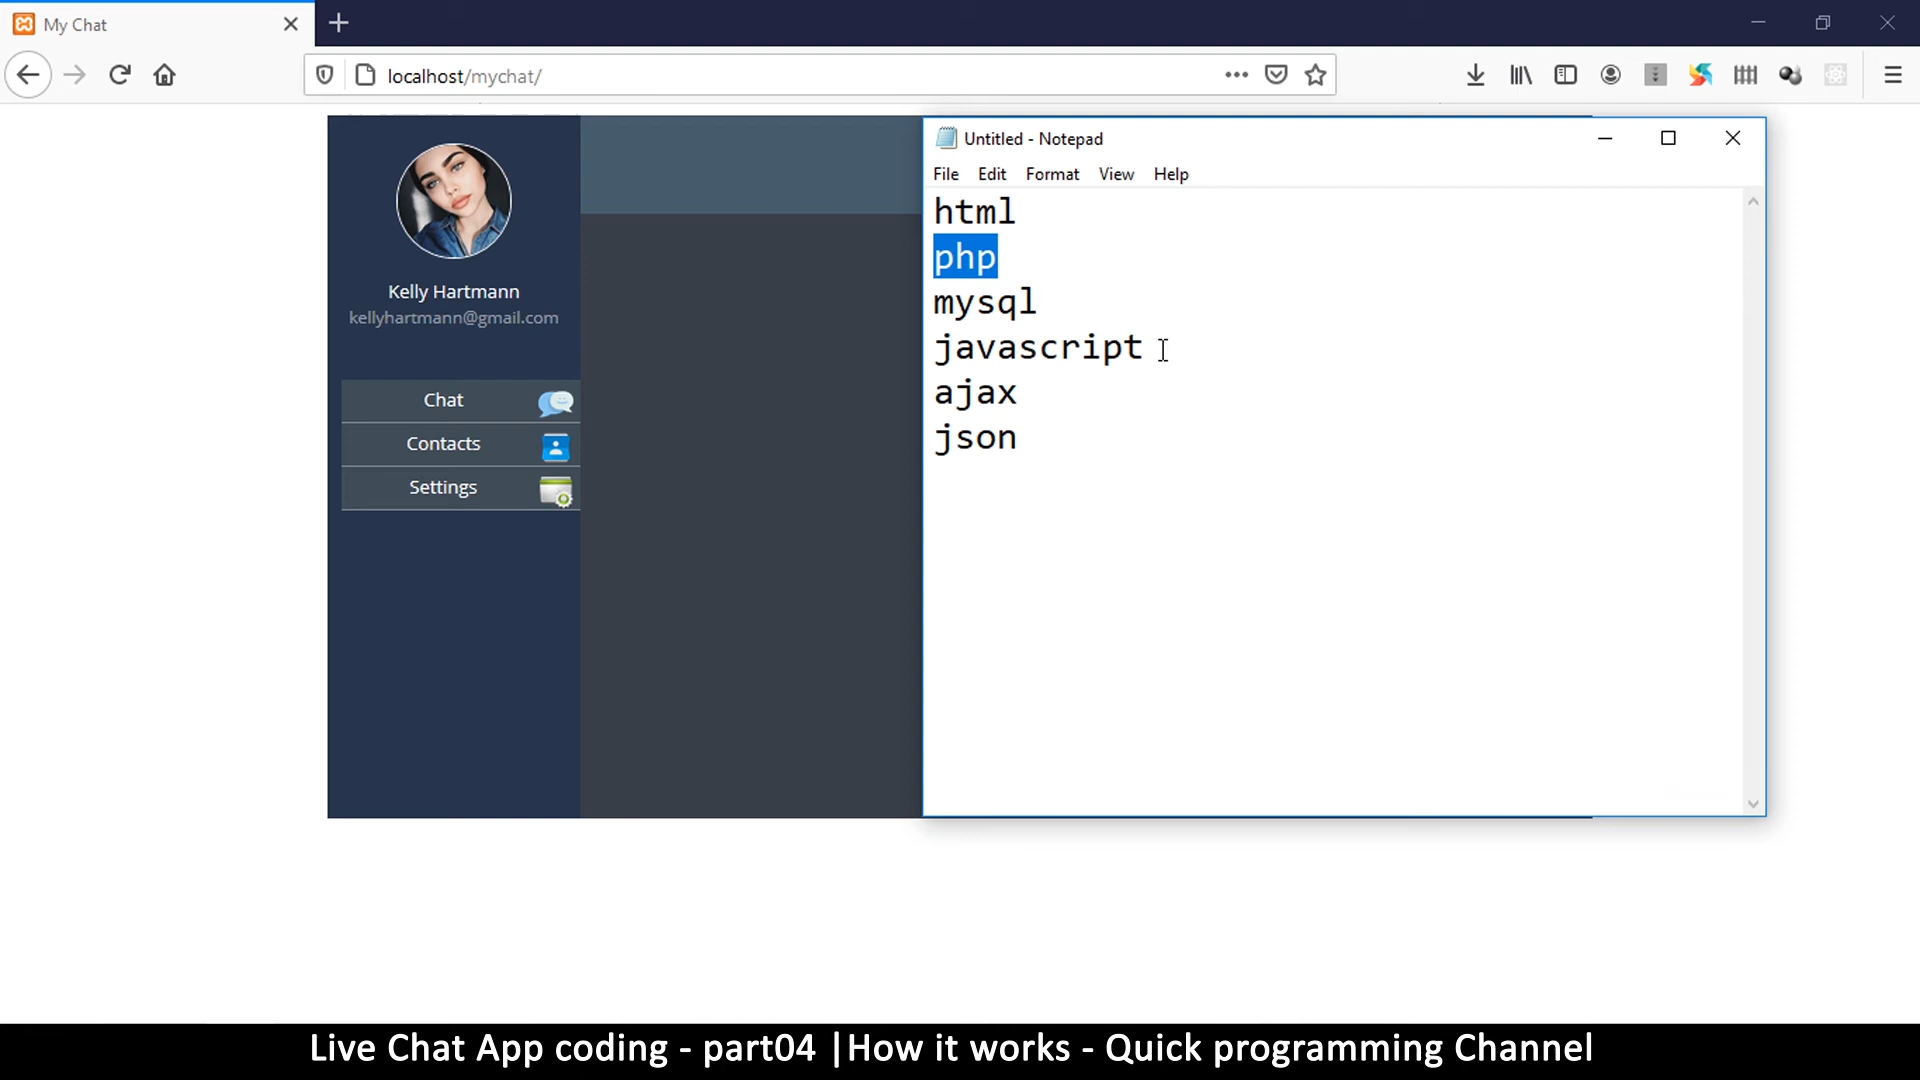 My Chat
localhost/mychat/
Untitled - Notepad
File Edit Format View Help
html
php
mysql
javascript
ajax
json
Kelly Hartmann
kellyhartmann@gmail.com
Chat
Contacts
Settings
Live Chat App coding - part04 |How it works - Quick programming Channel